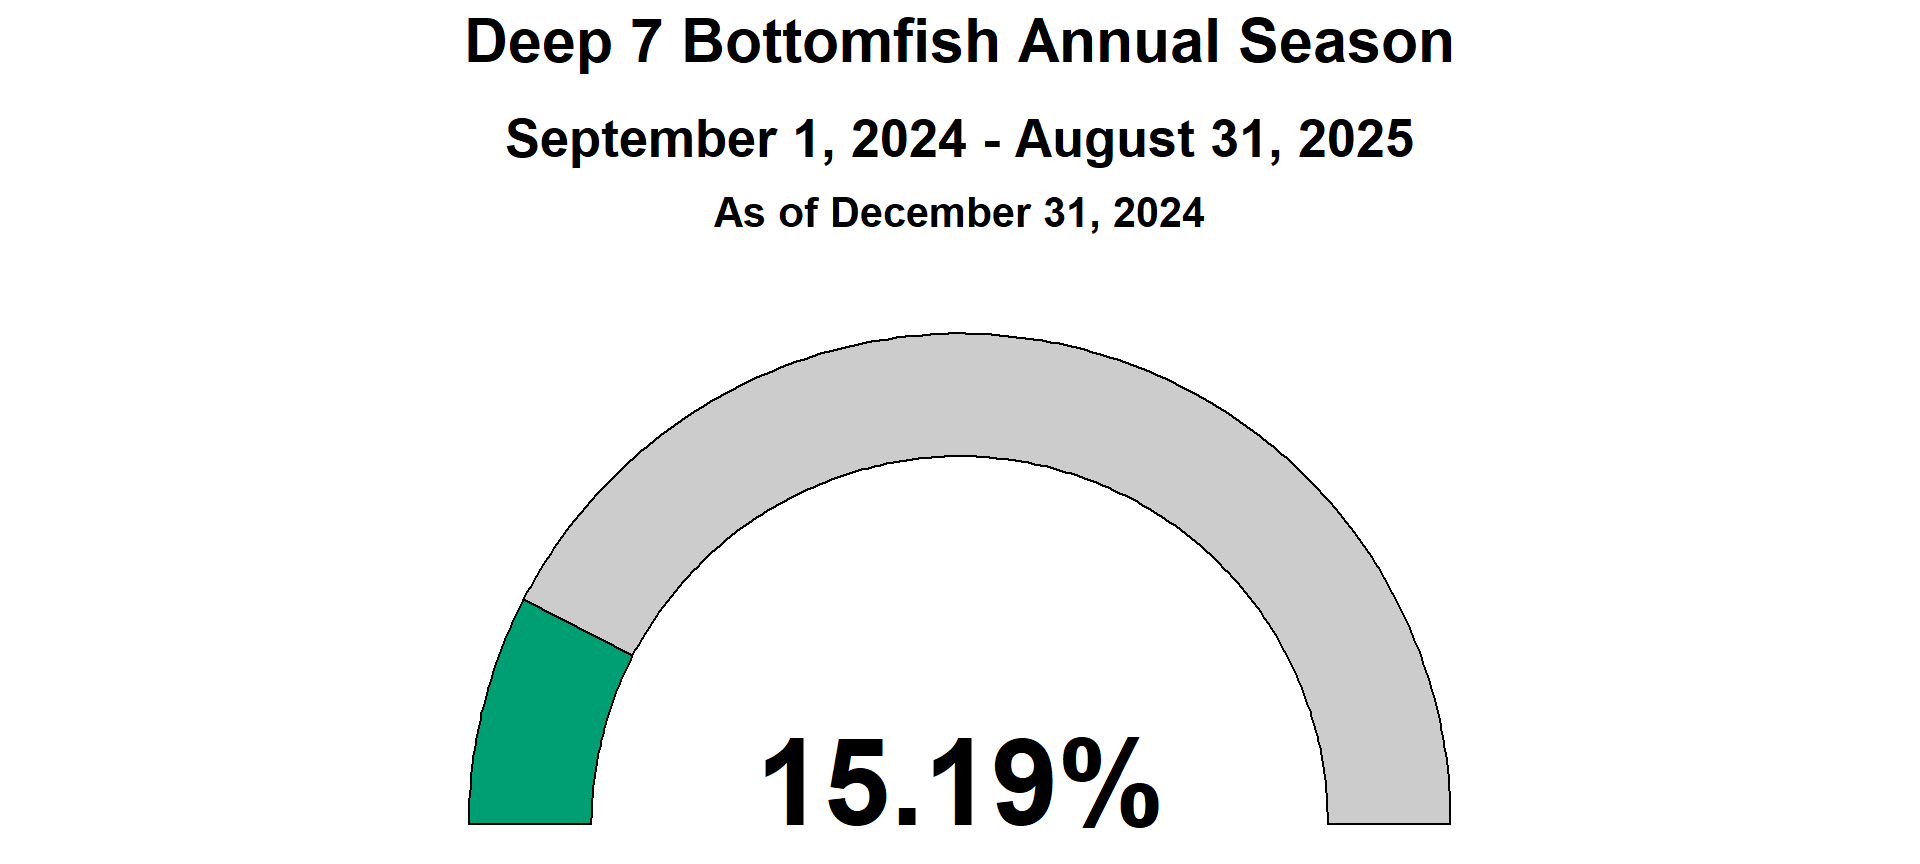 Deep 7 Bottomfish Annual Season
September 1, 2024 - August 31, 2025
As of December 31, 2024
15.19%